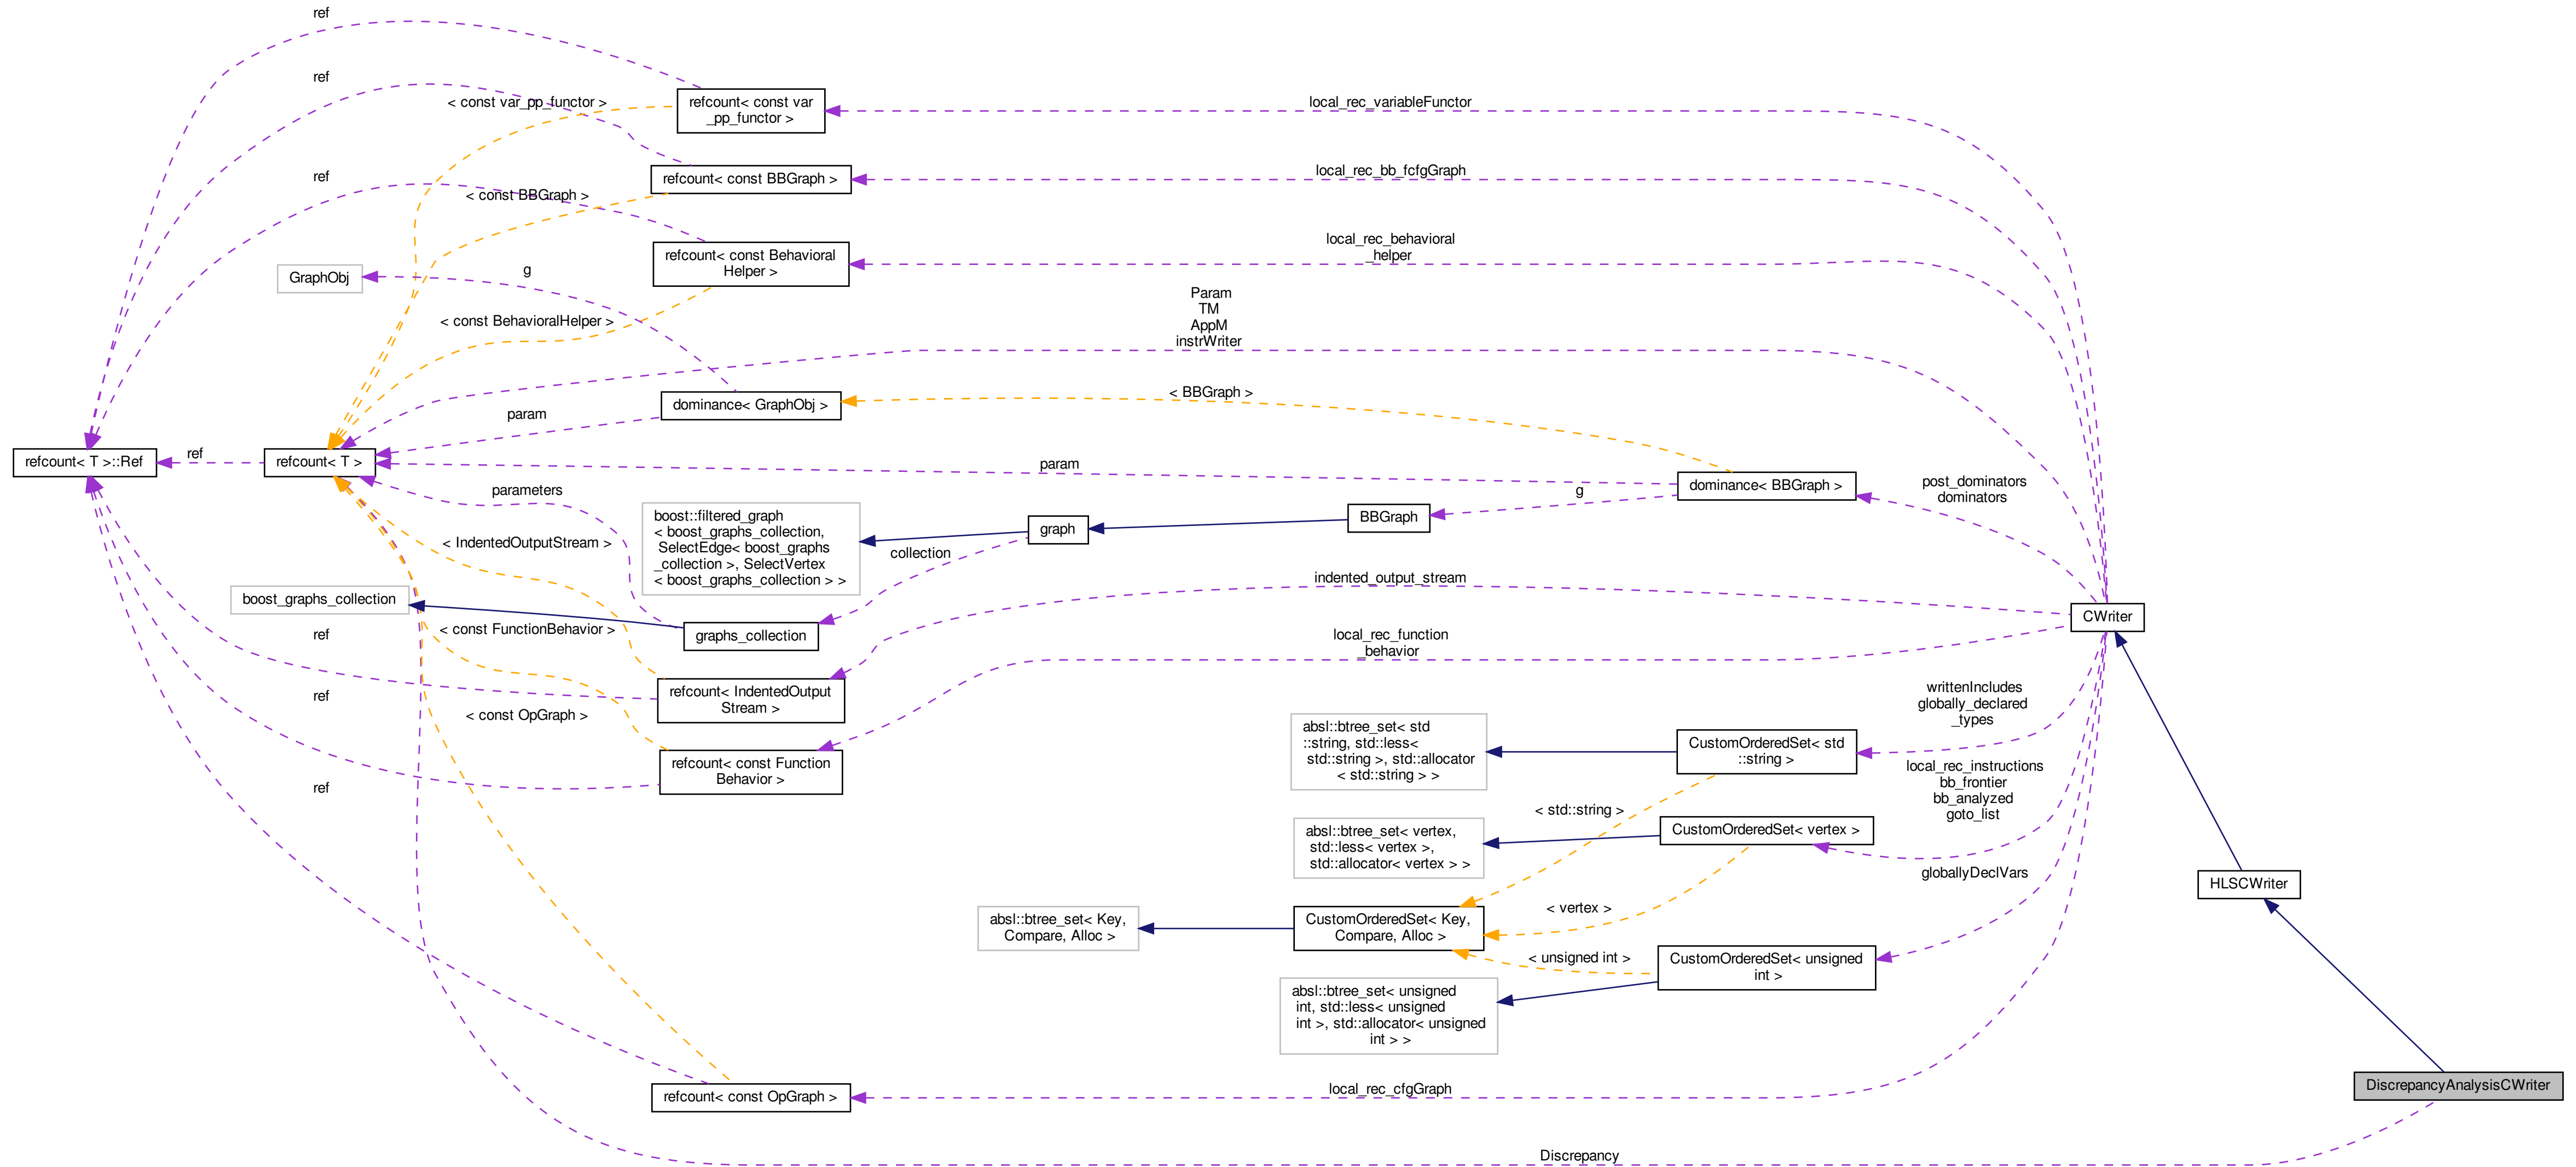 ref
ref
< const var_pp_functor >
refcount< const var
_pp_functor >
local_rec_variableFunctor
ref
< const BBGraph >
refcount< const BBGraph >
local_rec_bb_fcfgGraph
GraphObj
g
refcount< const Behavioral
Helper >
local_rec_behavioral
_helper
< const BehavioralHelper >
Param
TM
AppM
instrWriter
param
dominance< GraphObj >
< BBGraph >
refcount< T >::Ref
ref
refcount< T >
param
dominance< BBGraph >
post_dominators
dominators
parameters
boost::filtered_graph
< boost_graphs_collection,
SelectEdge< boost_graphs
_collection >, SelectVertex
< boost_graphs_collection > >
graph
BBGraph
g
collection
< IndentedOutputStream >
indented_output_stream
boost_graphs_collection
graphs_collection
CWriter
ref
< const FunctionBehavior >
local_rec_function
_behavior
ref
refcount< IndentedOutput
Stream >
< const OpGraph >
refcount< const Function
Behavior >
ref
writtenIncludes
globally_declared
_types
absl::btree_set< std
::string, std::less<
std::string >, std::allocator
< std::string > >
CustomOrderedSet< std
::string >
local_rec_instructions
bb_frontier
bb_analyzed
goto_list
< std::string >
absl::btree_set< vertex,
std::less< vertex >,
std::allocator< vertex > >
CustomOrderedSet< vertex >
globallyDeclVars
HLSCWriter
absl::btree_set< Key,
Compare, Alloc >
CustomOrderedSet< Key,
Compare, Alloc >
< vertex >
< unsigned int >
CustomOrderedSet< unsigned
int >
absl::btree_set< unsigned
int, std::less< unsigned
int >, std::allocator< unsigned
int > >
refcount< const OpGraph >
local_rec_cfgGraph
DiscrepancyAnalysisCWriter
Discrepancy